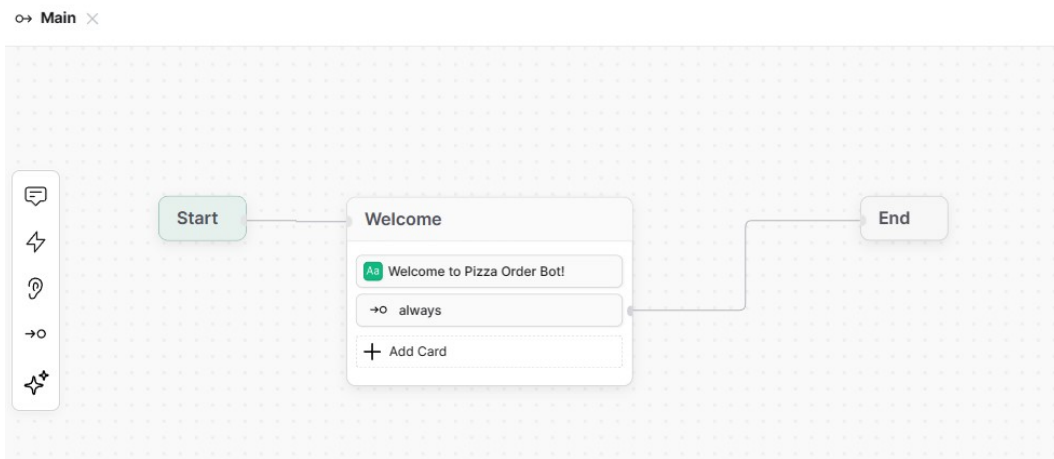 Main
Start
Welcome
End
Aa Welcome to Pizza Order Bot!
always
Add Card